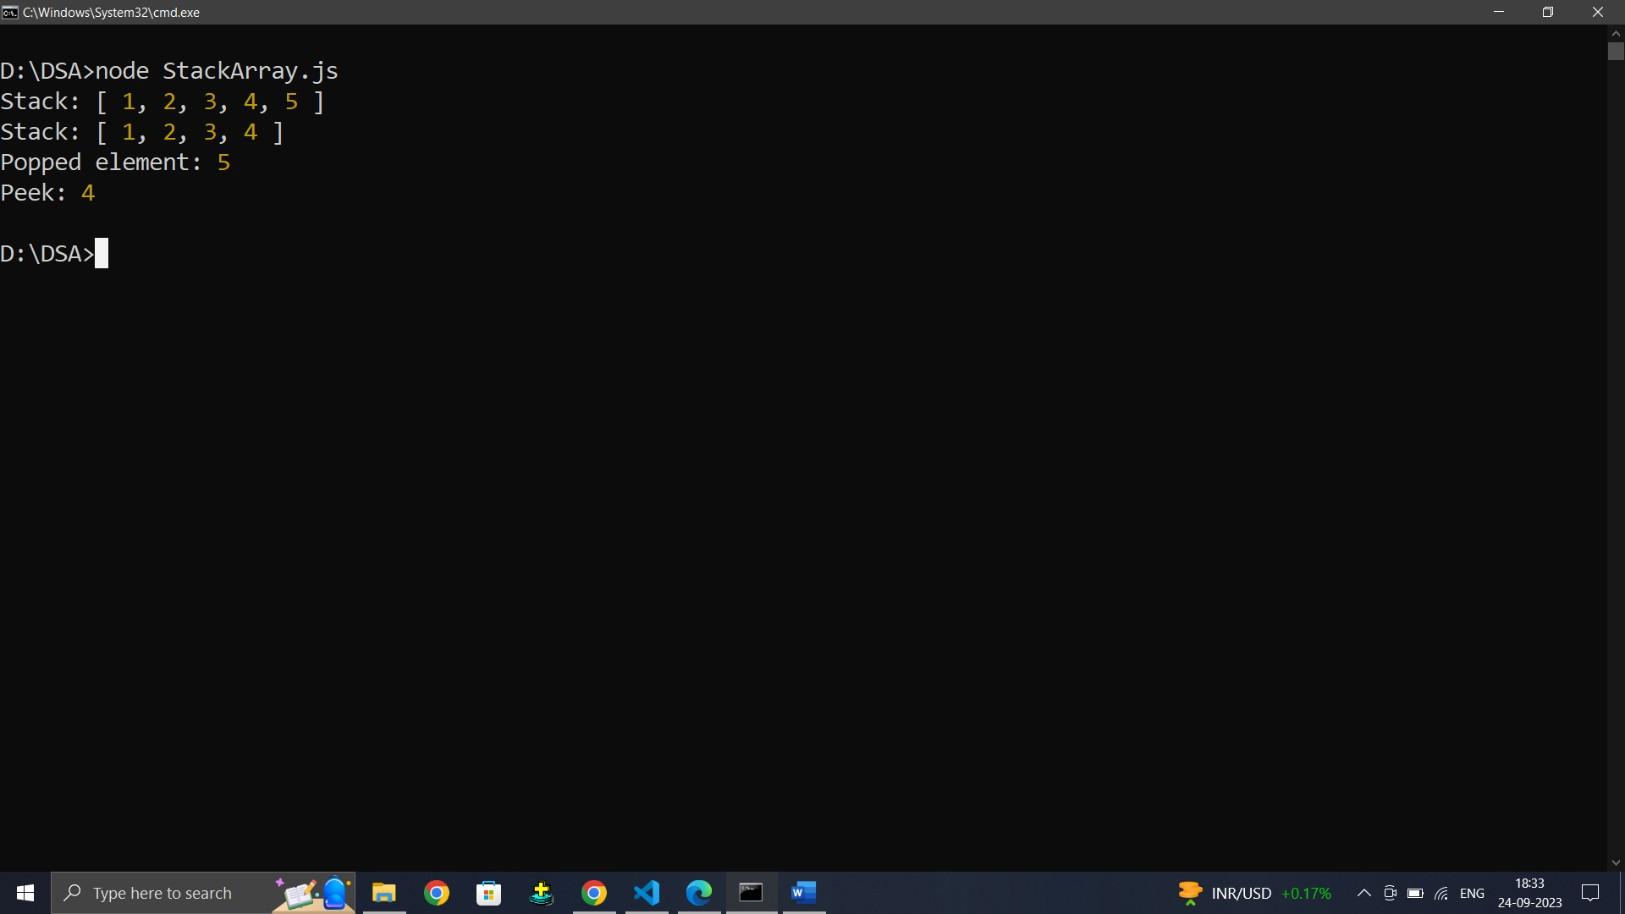 C:\Windows\System32\cmd.exe
D:\DSA>node StackArray.js
Stack: [ 1, 2, 3, 4, 5 ]
Stack: [ 1, 2, 3, 4 ]
Popped element: 5
Peek: 4
D:\DSA>
Type here to search
INR/USD +0.17%
ENG
18:33
24-09-2023